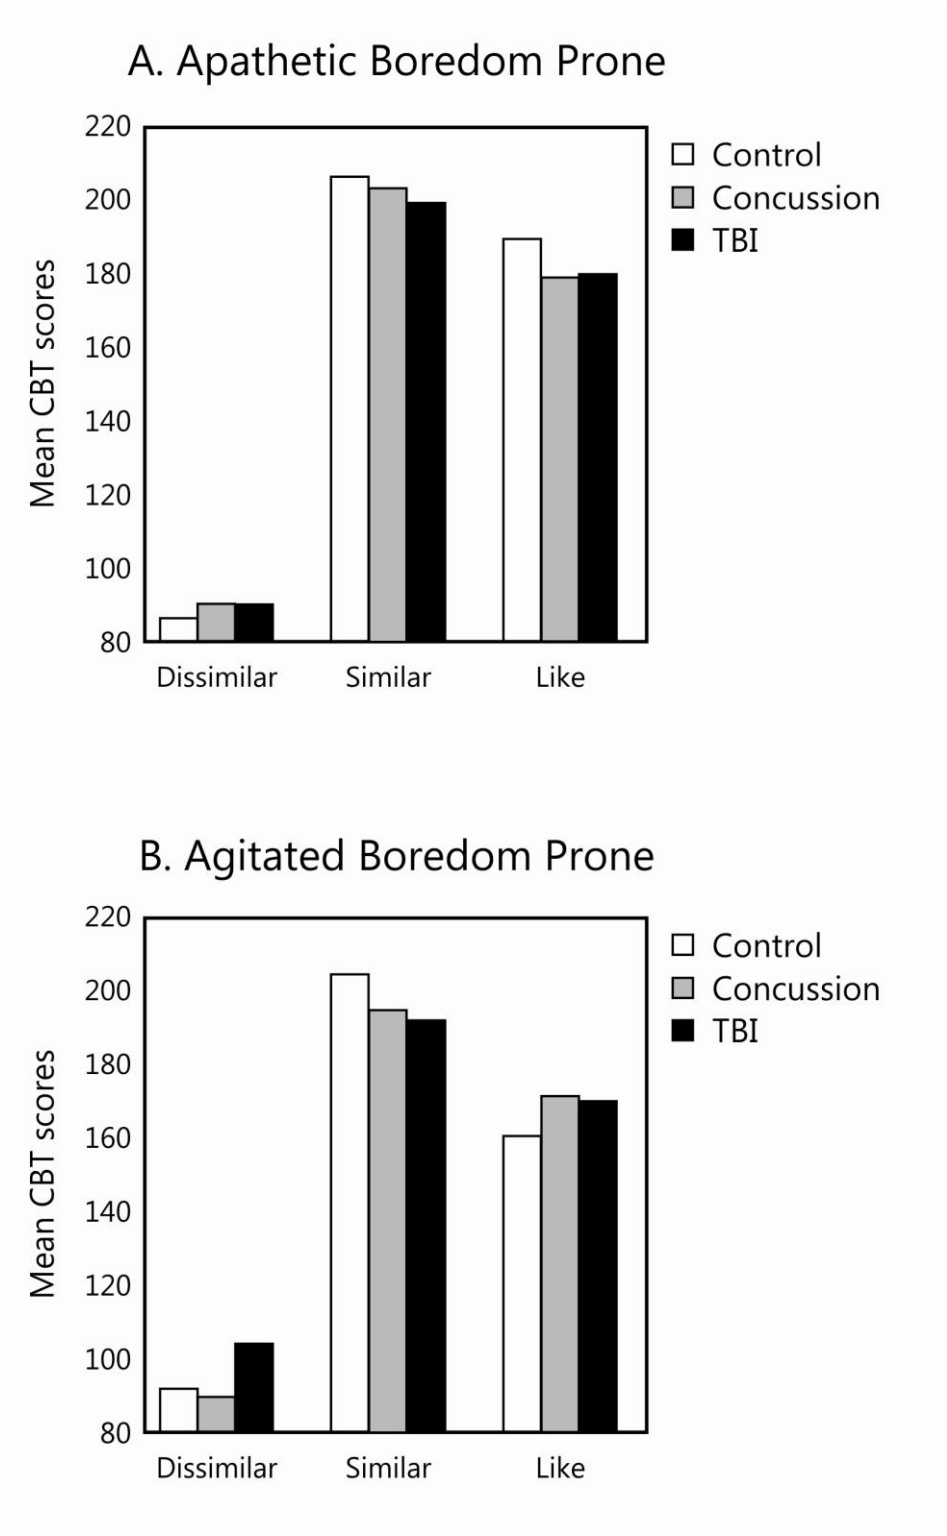 A. Apathetic Boredom Prone
220
200
180
160
140
120
100
80
Mean CBT scores
Dissimilar Similar Like
Control
Concussion
TBI
B. Agitated Boredom Prone
220
200
180
160
140
120
100
80
Mean CBT scores
Dissimilar Similar Like
Control
Concussion
TBI